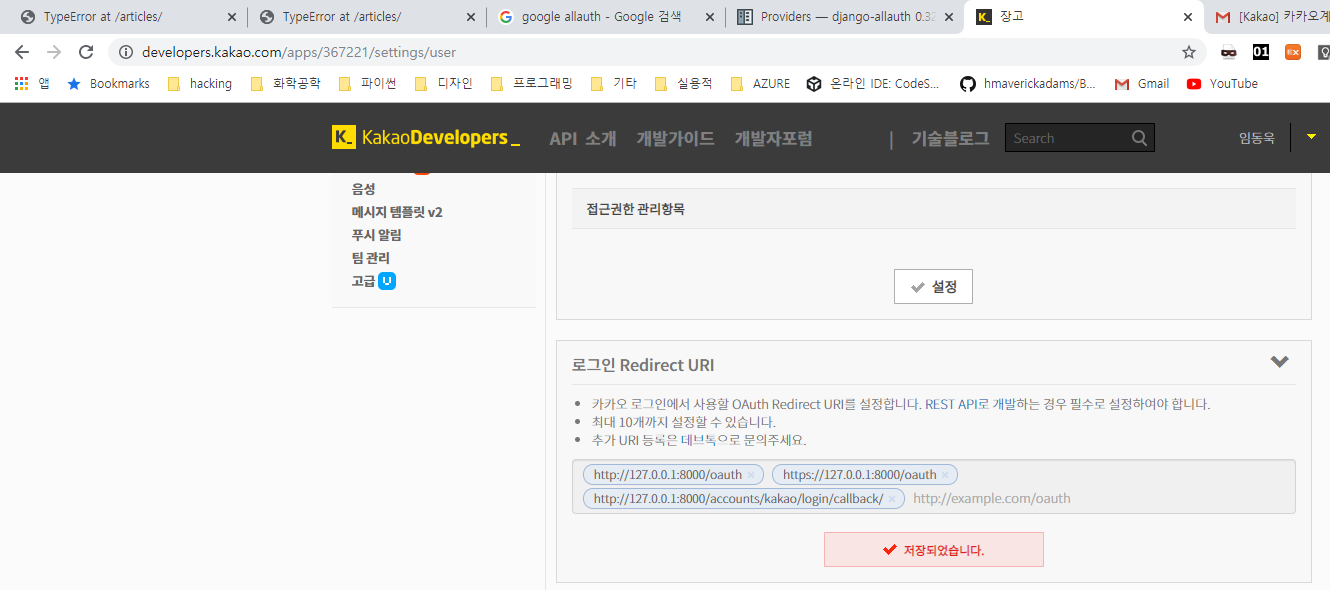 TypeError at /articles/
TypeError at /articles/
google allauth - Google 검색
Providers — django-allauth 0.32
장고
[Kakao] 카카오계
developers.kakao.com/apps/367221/settings/user
01
앱
Bookmarks
hacking
화학공학
파이썬
디자인
프로그래밍
기타
실용적
AZURE
온라인 IDE: CodeS...
hmaverickadams/B...
Gmail
YouTube
KakaoDevelopers_
API 소개
개발가이드
개발자포럼
|
기술블로그
Search
임동욱
음성
메시지 템플릿 v2
푸시 알림
팀 관리
고급 U
접근권한 관리항목
설정
로그인 Redirect URI
카카오 로그인에서 사용할 OAuth Redirect URI를 설정합니다. REST API로 개발하는 경우 필수로 설정하여야 합니다.
최대 10개까지 설정할 수 있습니다.
추가 URI 등록은 데브톡으로 문의주세요.
http://127.0.0.1:8000/oauth × https://127.0.0.1:8000/oauth ×
http://127.0.0.1:8000/accounts/kakao/login/callback/ × http://example.com/oauth
저장되었습니다.